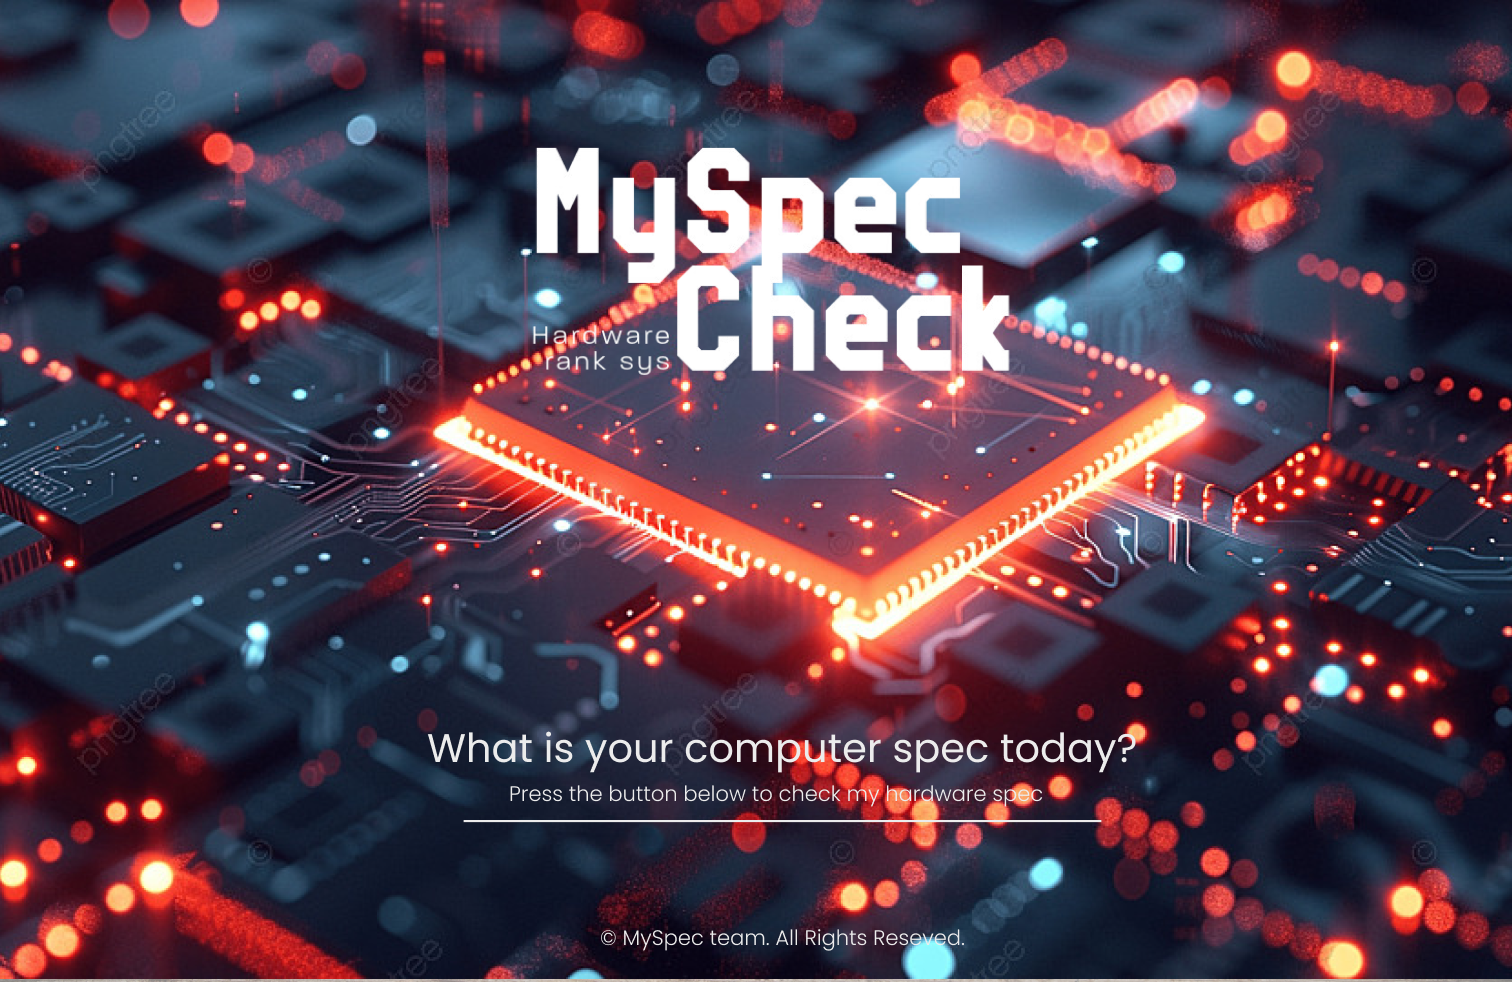 MySpec
Check
Hardware
rank sys
What is your computer spec today?
Press the button below to check my hardware spec
© MySpec team. All Rights Reseved.
pngtree